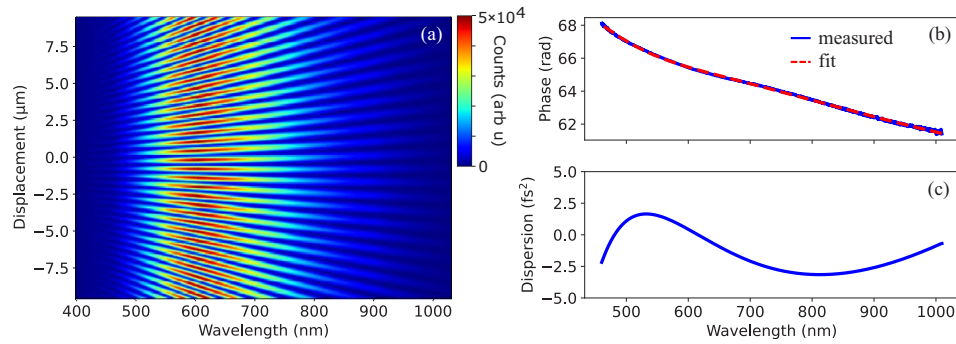 (a)
5×10⁴
0
Counts (arb u)
7.5
5.0
2.5
0.0
−2.5
−5.0
−7.5
Displacement (μm)
400 500 600 700 800 900 1000
Wavelength (nm)
68
66
64
62
Phase (rad)
measured
fit
(b)
5.0
2.5
0.0
−2.5
−5.0
Dispersion (fs²)
(c)
500 600 700 800 900 1000
Wavelength (nm)